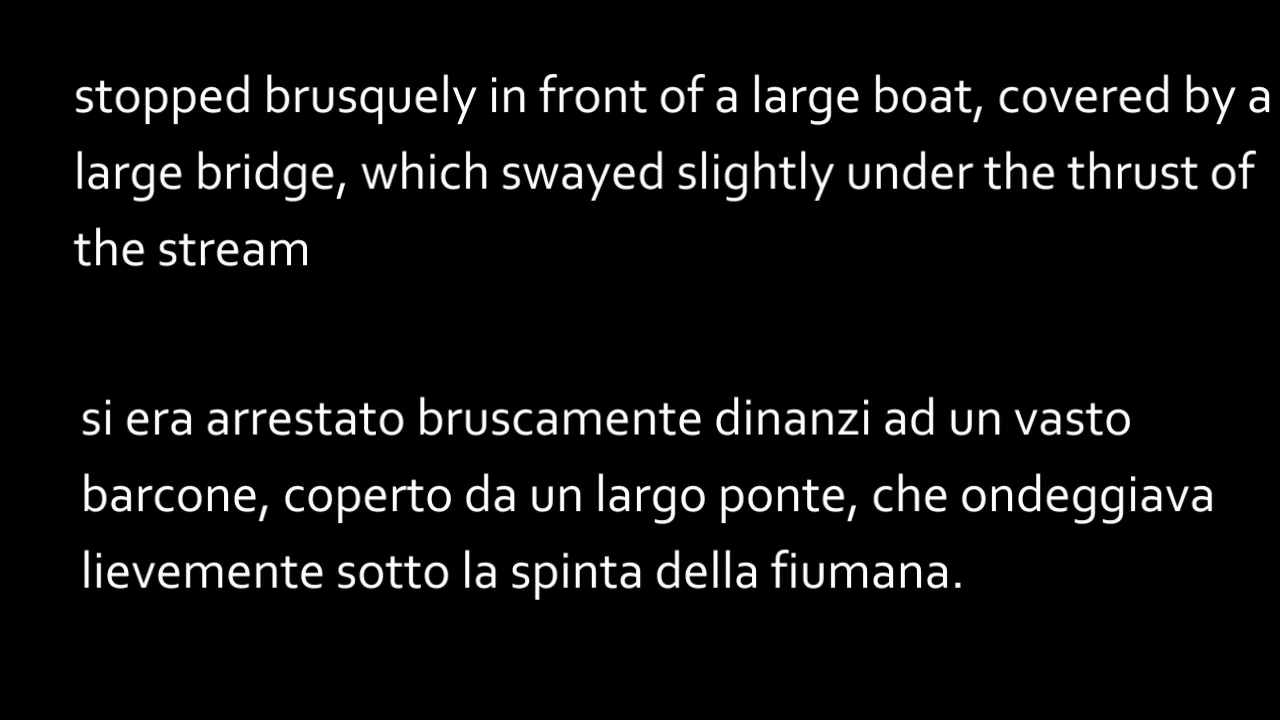 stopped brusquely in front of a large boat, covered by a
large bridge, which swayed slightly under the thrust of
the stream
si era arrestato bruscamente dinanzi ad un vasto
barcone, coperto da un largo ponte, che ondeggiava
lievemente sotto la spinta della fiumana.